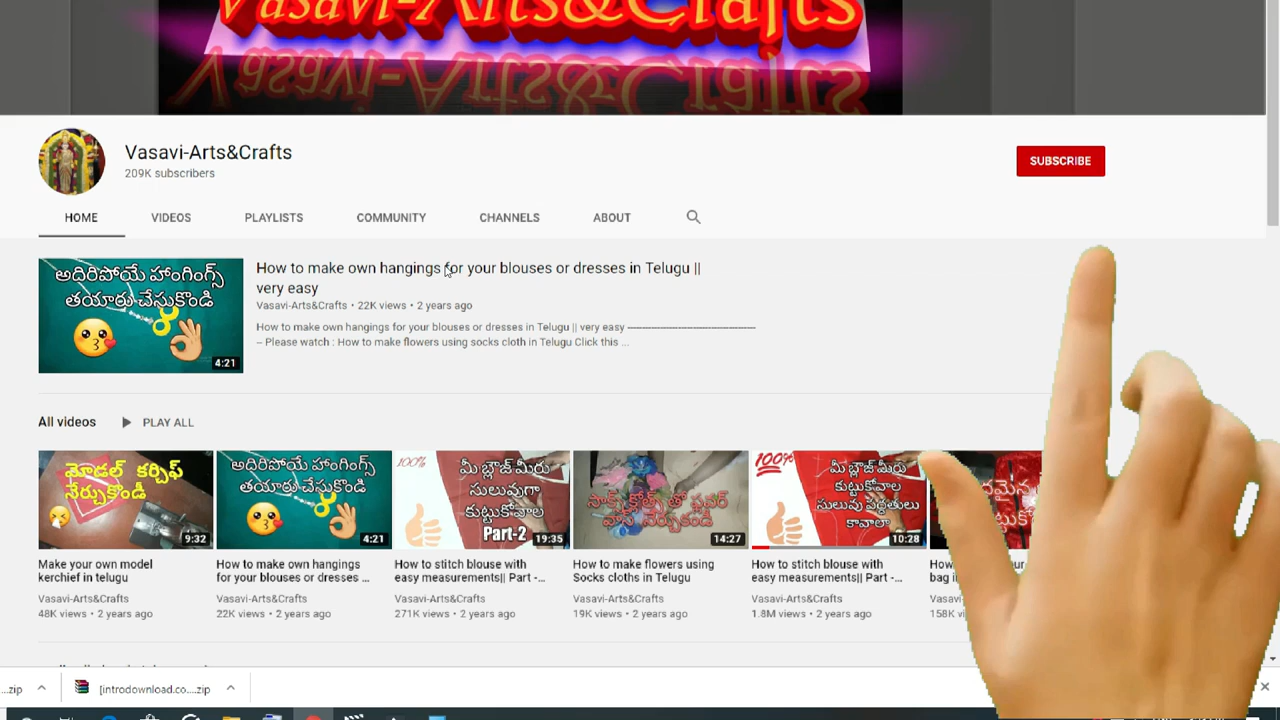 Vasavi-Arts&Crafts
Vasavi-Arts&Crafts
209K subscribers
SUBSCRIBE
HOME VIDEOS PLAYLISTS COMMUNITY CHANNELS ABOUT
అదిరిపోయే హాంగింగ్స్
తయారు చేస్తుకొండి
4:21
How to make own hangings for your blouses or dresses in Telugu ||
very easy
Vasavi-Arts&Crafts • 22K views • 2 years ago
How to make own hangings for your blouses or dresses in Telugu || very easy
-- Please watch : How to make flowers using socks cloth in Telugu Click this ...
All videos PLAY ALL
మోడల్ కర్చీఫ్
నేర్చుకొండి
9:32
అదిరిపోయే హాంగింగ్స్
తయారు చేస్తుకొండి
4:21
100%
మీ బ్లౌజ్ మీరు
సులువుగా
కుట్టుకోవాల
Part-2
19:35
సాక్స్ క్లోత్స్ తో ఫ్లవర్
నేర్చుకండి
14:27
100
మీ బ్లౌజ్ మీరు
కుట్టుకోవాల
సులువు పద్ధతులు
కావాలా
10:28
Make your own model
kerchief in telugu
Vasavi-Arts&Crafts
48K views • 2 years ago
How to make own hangings
for your blouses or dresses ...
Vasavi-Arts&Crafts
22K views • 2 years ago
How to stitch blouse with
easy measurements|| Part -...
Vasavi-Arts&Crafts
271K views • 2 years ago
How to make flowers using
Socks cloths in Telugu
Vasavi-Arts&Crafts
19K views • 2 years ago
How to stitch blouse with
easy measurements|| Part -...
Vasavi-Arts&Crafts
1.8M views • 2 years ago
bag
158K
...zip
[introdownload.co....zip